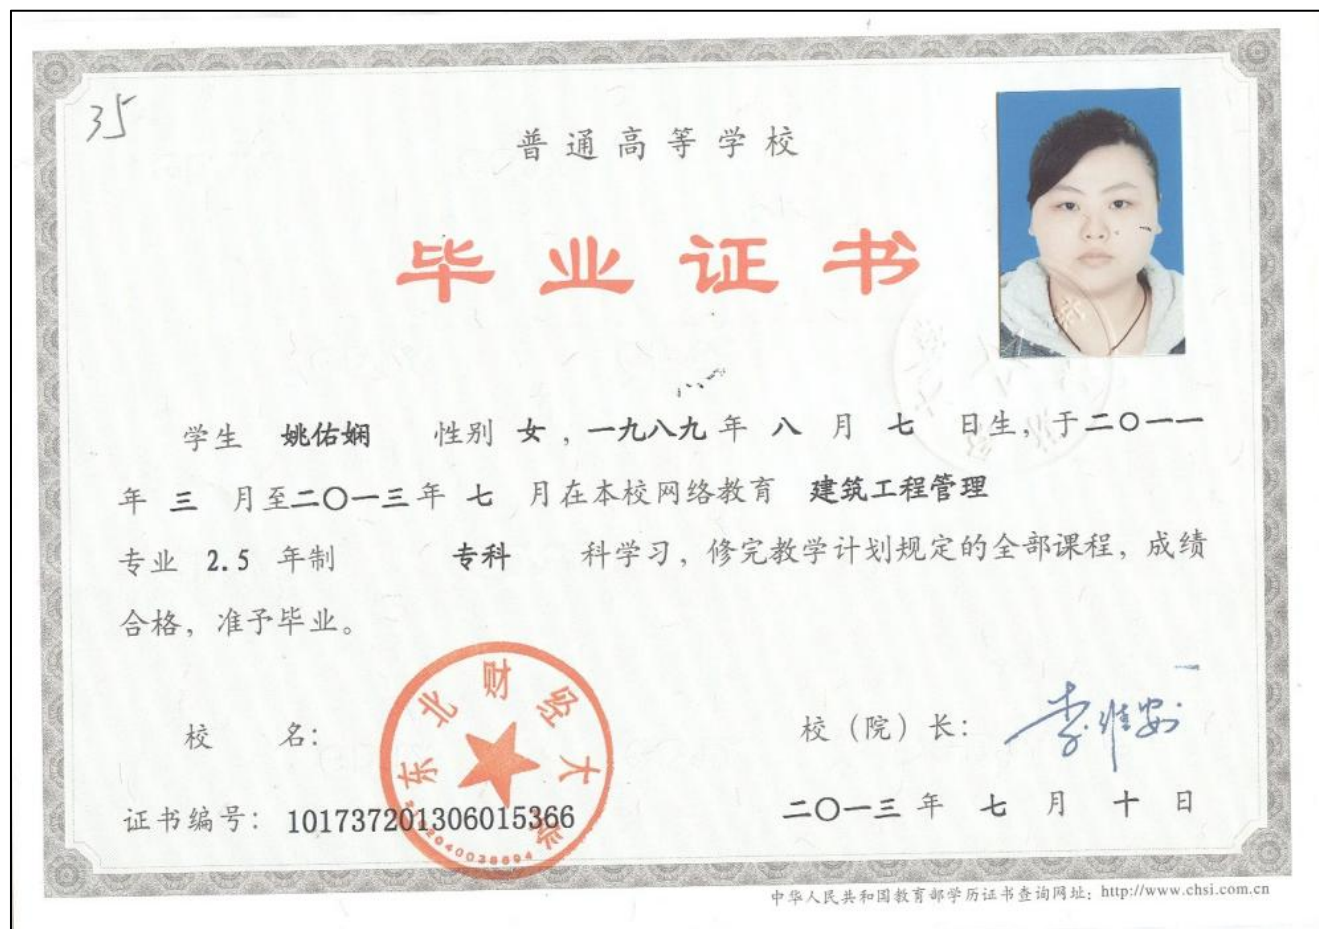 35
普通高等学校
毕业证书
学生 姚佑娴 性别 女，一九八九年 八 月 七 日生，于二〇一一
年 三 月至二〇一三年 七 月在本校网络教育 建筑工程管理
专业 2.5 年制 专科 科学习，修完教学计划规定的全部课程，成绩
合格，准予毕业。
校 名：
东北财经大学
校（院）长：李维安
证书编号：101737201306015366
二〇一三 年 七 月 十 日
中华人民共和国教育部学历证书查询网址：http://www.chsi.com.cn